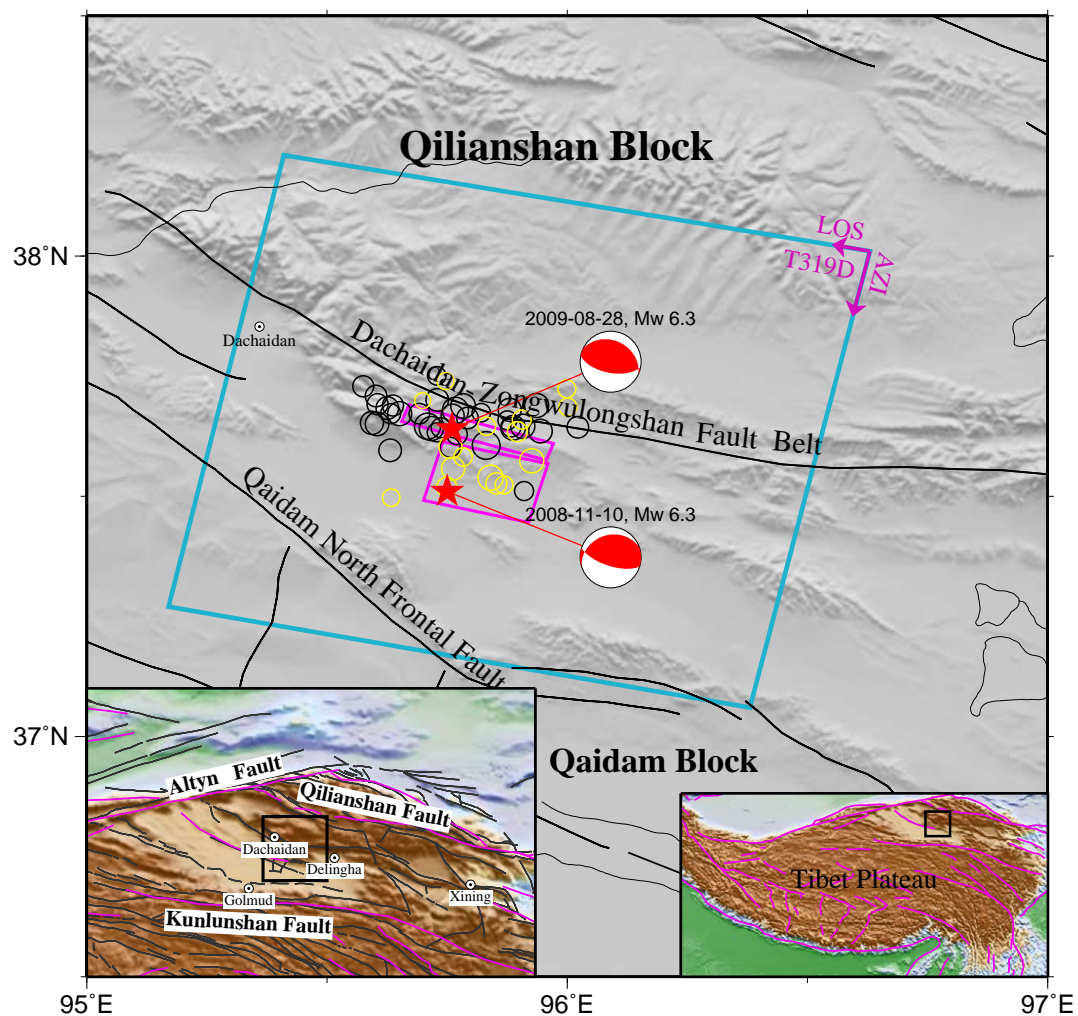 Qilianshan Block
LOS
T319D
AZI
38°N
2009-08-28, Mw 6.3
Dachaidan
Dachaidan-Zongwulongshan Fault Belt
Qaidam North Frontal Fault
2008-11-10, Mw 6.3
37°N
Qaidam Block
Altyn Fault
Qilianshan Fault
Dachaidan
Delingha
Golmud
Xining
Kunlunshan Fault
Tibet Plateau
95°E
96°E
97°E